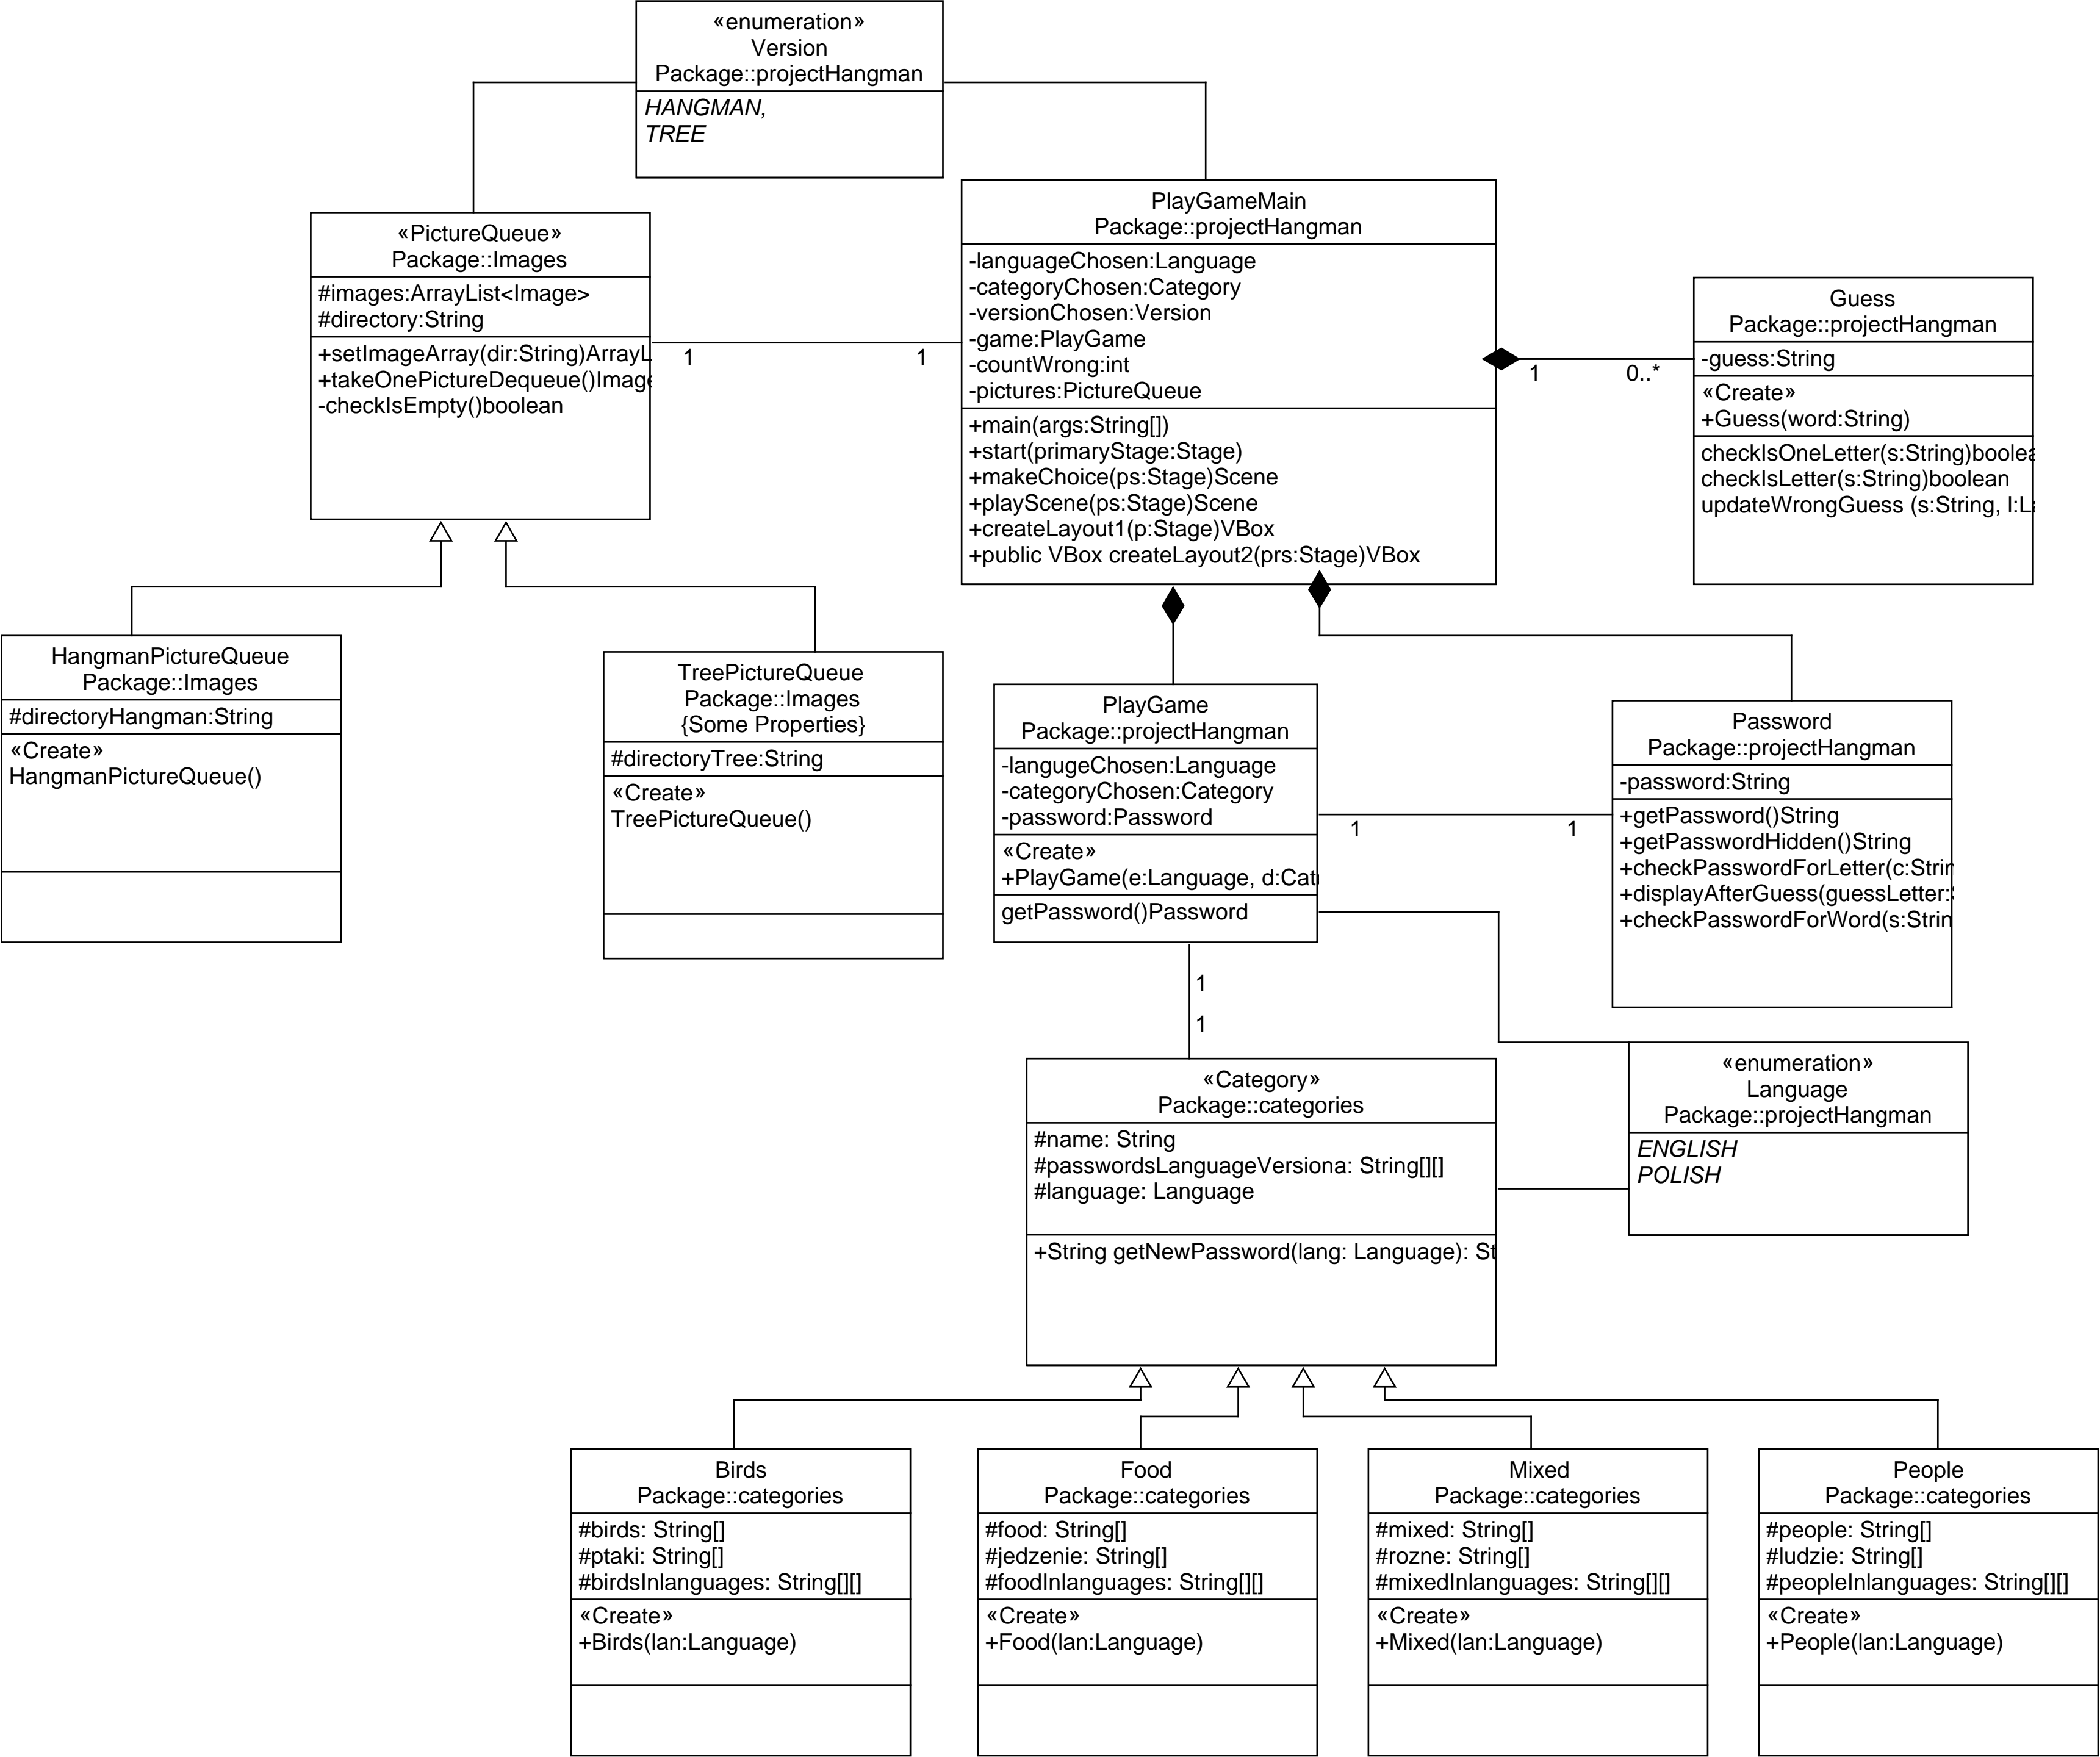 «enumeration»
Version
Package::projectHangman
HANGMAN,
TREE
«PictureQueue»
Package::Images
#images:ArrayList<Image>
#directory:String
+setImageArray(dir:String)ArrayL
+takeOnePictureDequeue()Image
-checkIsEmpty()boolean
1
1
PlayGameMain
Package::projectHangman
-languageChosen:Language
-categoryChosen:Category
-versionChosen:Version
-game:PlayGame
-countWrong:int
-pictures:PictureQueue
+main(args:String[])
+start(primaryStage:Stage)
+makeChoice(ps:Stage)Scene
+playScene(ps:Stage)Scene
+createLayout1(p:Stage)VBox
+public VBox createLayout2(prs:Stage)VBox
1
0..*
Guess
Package::projectHangman
-guess:String
«Create»
+Guess(word:String)
checkIsOneLetter(s:String)boolea
checkIsLetter(s:String)boolean
updateWrongGuess (s:String, l:La
HangmanPictureQueue
Package::Images
#directoryHangman:String
«Create»
HangmanPictureQueue()
TreePictureQueue
Package::Images
{Some Properties}
#directoryTree:String
«Create»
TreePictureQueue()
PlayGame
Package::projectHangman
-langugeChosen:Language
-categoryChosen:Category
-password:Password
«Create»
+PlayGame(e:Language, d:Cat
getPassword()Password
1
1
Password
Package::projectHangman
-password:String
+getPassword()String
+getPasswordHidden()String
+checkPasswordForLetter(c:Strin
+displayAfterGuess(guessLetter:
+checkPasswordForWord(s:Strin
1
1
«Category»
Package::categories
#name: String
#passwordsLanguageVersiona: String[][]
#language: Language
+String getNewPassword(lang: Language): St
«enumeration»
Language
Package::projectHangman
ENGLISH
POLISH
Birds
Package::categories
#birds: String[]
#ptaki: String[]
#birdsInlanguages: String[][]
«Create»
+Birds(lan:Language)
Food
Package::categories
#food: String[]
#jedzenie: String[]
#foodInlanguages: String[][]
«Create»
+Food(lan:Language)
Mixed
Package::categories
#mixed: String[]
#rozne: String[]
#mixedInlanguages: String[][]
«Create»
+Mixed(lan:Language)
People
Package::categories
#people: String[]
#ludzie: String[]
#peopleInlanguages: String[][]
«Create»
+People(lan:Language)